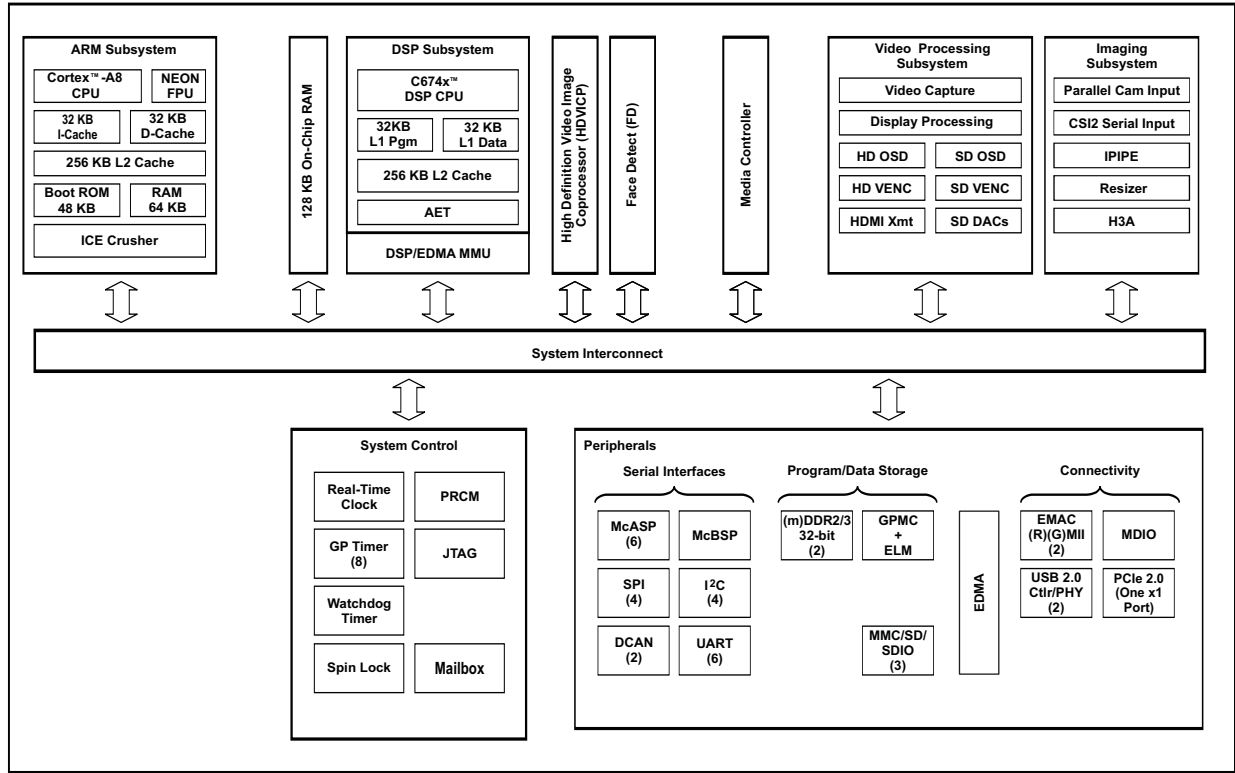 ARM Subsystem
Cortex™-A8
CPU
NEON
FPU
32 KB
I-Cache
32 KB
D-Cache
256 KB L2 Cache
Boot ROM
48 KB
RAM
64 KB
ICE Crusher
128 KB On-Chip RAM
DSP Subsystem
C674x™
DSP CPU
32KB
L1 Pgm
32 KB
L1 Data
256 KB L2 Cache
AET
DSP/EDMA MMU
High Definition Video Image
Coprocessor (HDVICP)
Face Detect (FD)
Media Controller
Video Processing
Subsystem
Video Capture
Display Processing
HD OSD
SD OSD
HD VENC
SD VENC
HDMI Xmt
SD DACs
Imaging
Subsystem
Parallel Cam Input
CSI2 Serial Input
IPIPE
Resizer
H3A
System Interconnect
System Control
Real-Time
Clock
PRCM
GP Timer
(8)
JTAG
Watchdog
Timer
Spin Lock
Mailbox
Peripherals
Serial Interfaces
McASP
(6)
McBSP
SPI
(4)
I²C
(4)
DCAN
(2)
UART
(6)
Program/Data Storage
(m)DDR2/3
32-bit
(2)
GPMC
+
ELM
MMC/SD/
SDIO
(3)
EDMA
Connectivity
EMAC
(R)(G)MII
(2)
MDIO
USB 2.0
Ctlr/PHY
(2)
PCIe 2.0
(One x1
Port)